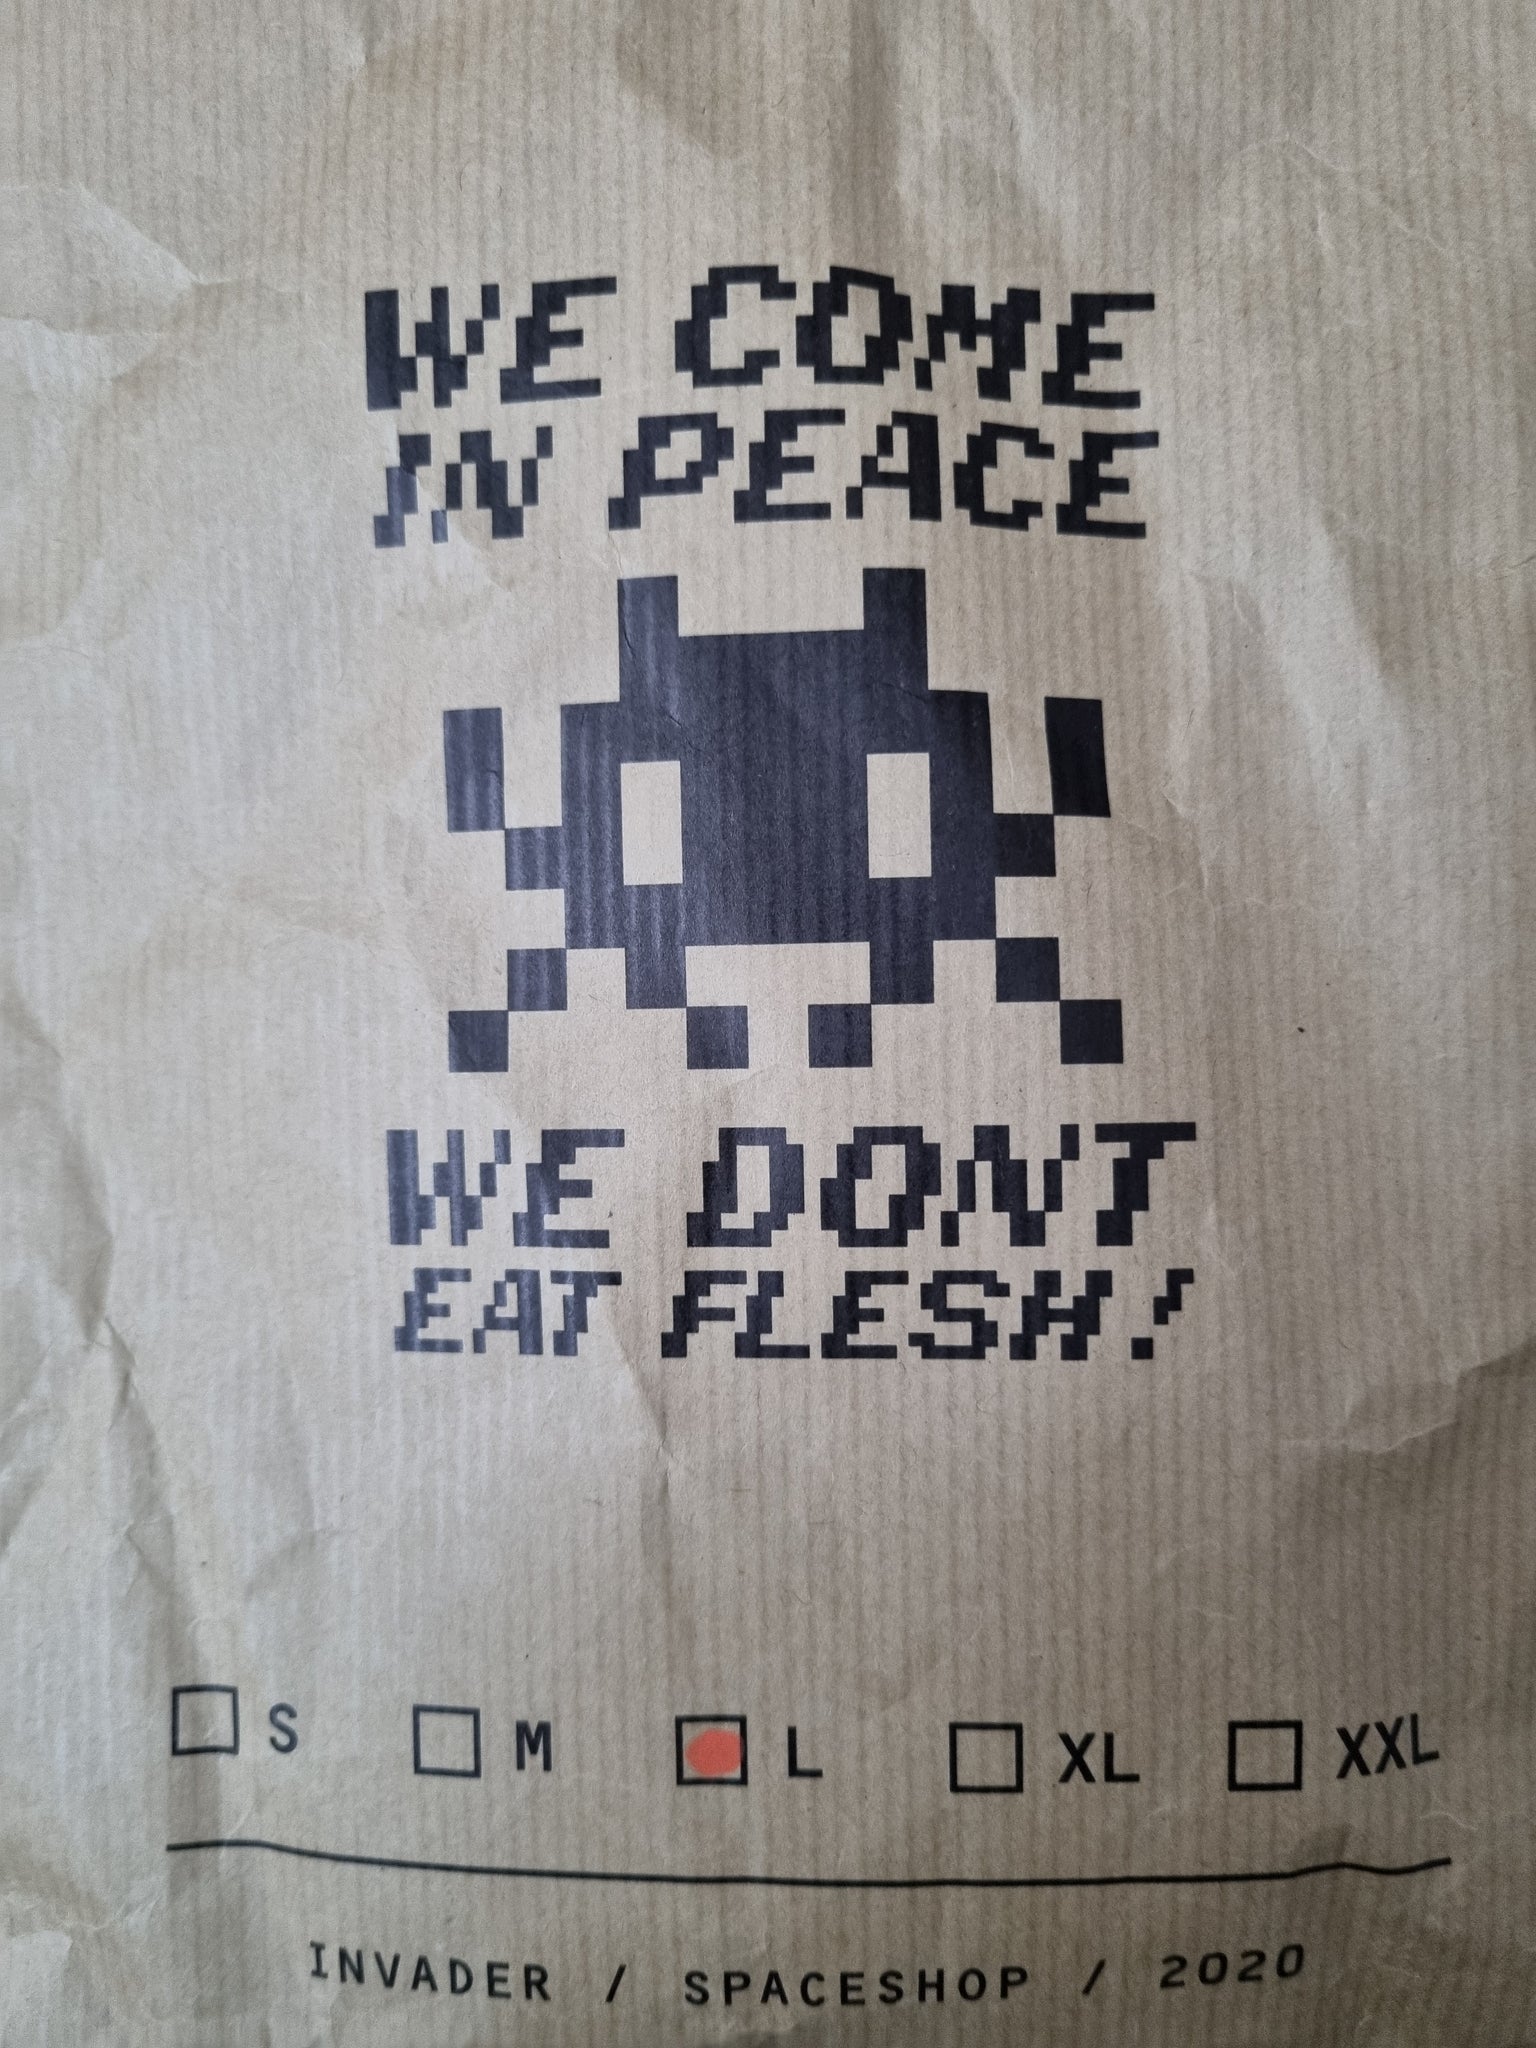 WE COME
IN PEACE
WE DONT
EAT FLESH!
S M L XL XXL
INVADER / SPACESHOP / 2020